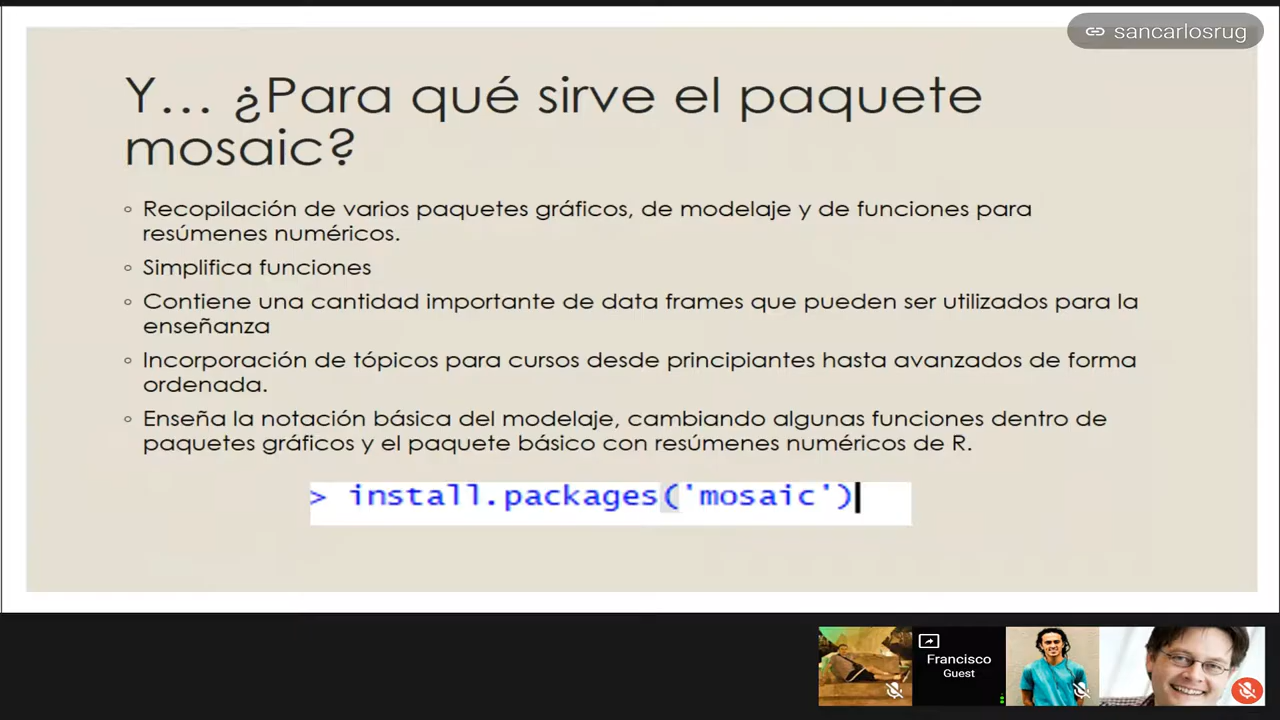 sancarlosrug
Y... ¿Para qué sirve el paquete
mosaic?
Recopilación de varios paquetes gráficos, de modelaje y de funciones para
resúmenes numéricos.
Simplifica funciones
Contiene una cantidad importante de data frames que pueden ser utilizados para la
enseñanza
Incorporación de tópicos para cursos desde principiantes hasta avanzados de forma
ordenada.
Enseña la notación básica del modelaje, cambiando algunas funciones dentro de
paquetes gráficos y el paquete básico con resúmenes numéricos de R.
> install.packages('mosaic')
Francisco
Guest